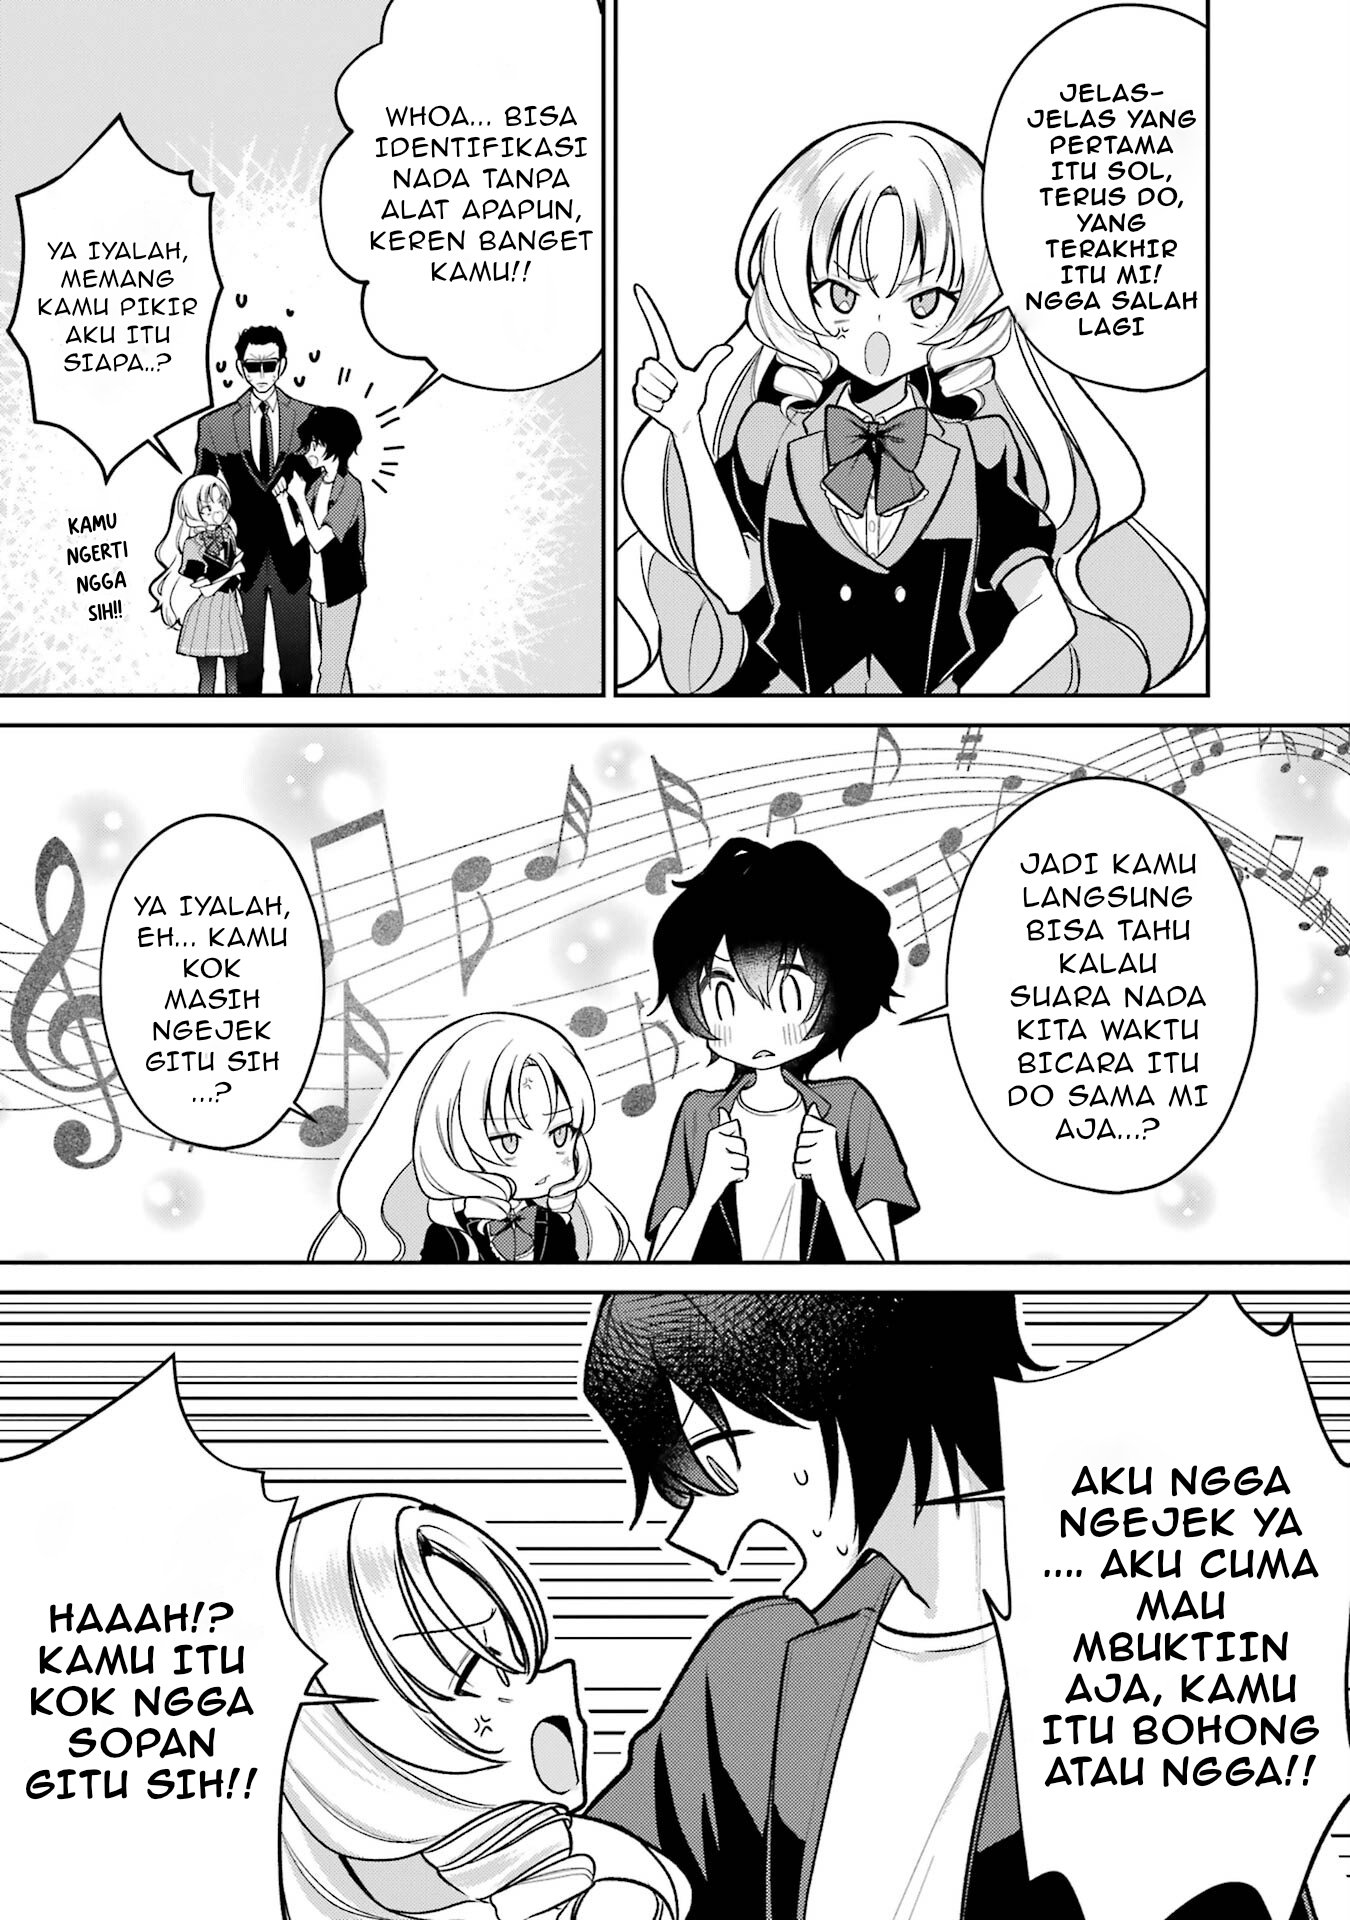 JELAS-
JELAS YANG
PERTAMA
ITU SOL,
TERUS DO,
YANG
TERAKHIR
ITU MI!
NGGA SALAH
LAGI
WHOA... BISA
IDENTIFIKASI
NADA TANPA
ALAT APAPUN,
KEREN BANGET
KAMU!!
YA IYALAH,
MEMANG
KAMU PIKIR
AKU ITU
SIAPA..?
KAMU
NGERTI
NGGA
SIH!!
JADI KAMU
LANGSUNG
BISA TAHU
KALAU
SUARA NADA
KITA WAKTU
BICARA ITU
DO SAMA MI
AJA...?
YA IYALAH,
EH... KAMU
KOK
MASIH
NGEJEK
GITU SIH
...?
AKU NGGA
NGEJEK YA
.... AKU CUMA
MAU
MBUKTIIN
AJA, KAMU
ITU BOHONG
ATAU NGGA!!
HAAAH!?
KAMU ITU
KOK NGGA
SOPAN
GITU SIH!!